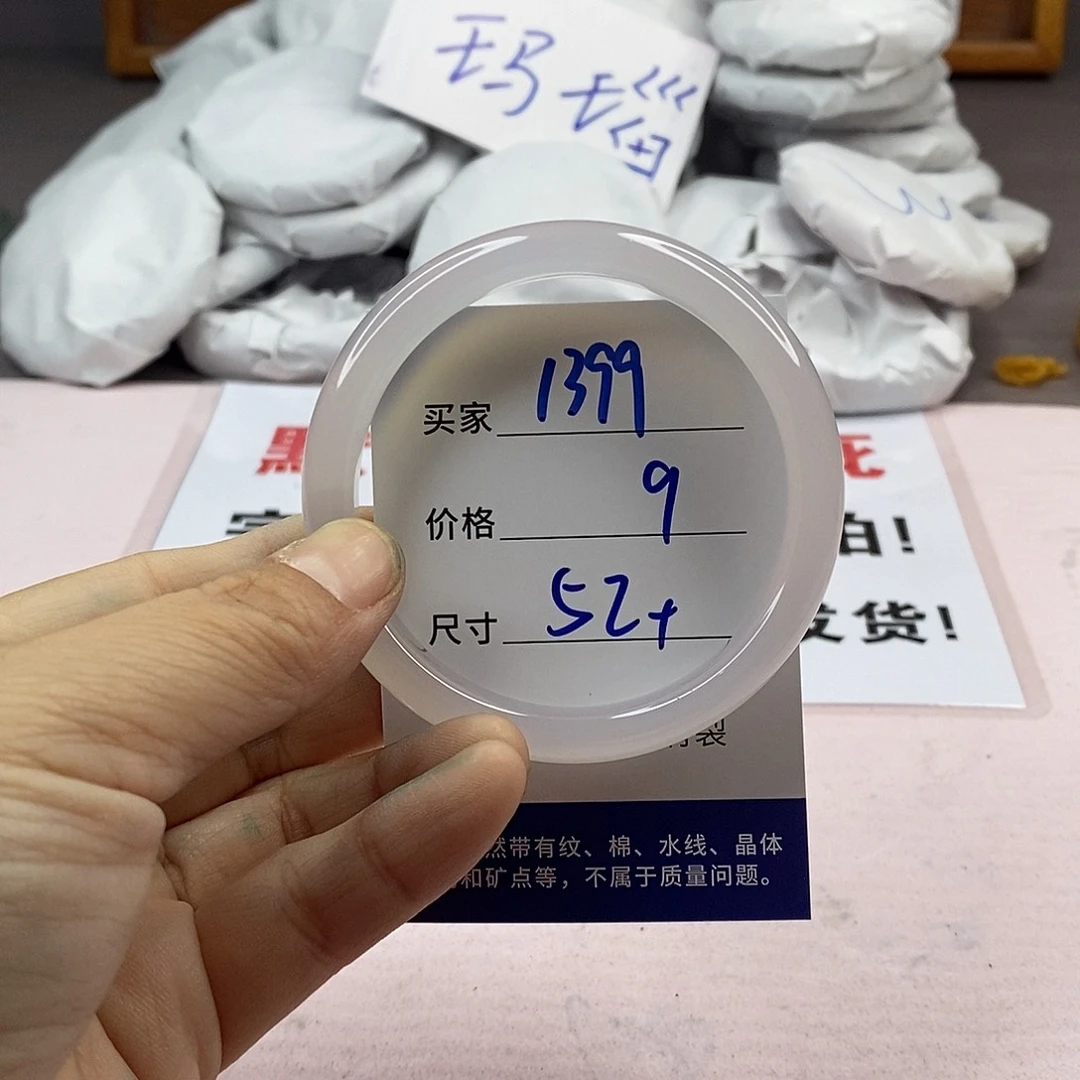 玛瑙
买家 1399
价格 9
尺寸 52+
然带有纹、棉、水线、晶体
和矿点等，不属于质量问题。
发货!